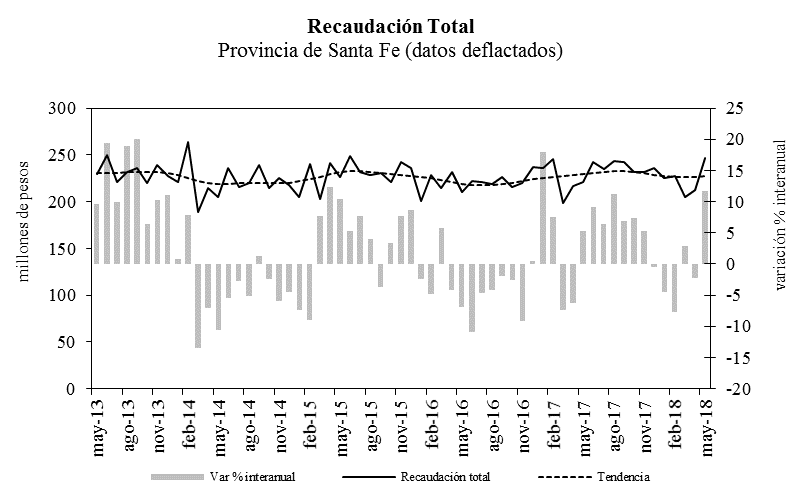 Recaudación Total
Provincia de Santa Fe (datos deflactados)
millones de pesos
300
250
200
150
100
50
0
25
20
15
10
5
0
-5
-10
-15
-20
variación % interanual
may-13
ago-13
nov-13
feb-14
may-14
ago-14
nov-14
feb-15
may-15
ago-15
nov-15
feb-16
may-16
ago-16
nov-16
feb-17
may-17
ago-17
nov-17
feb-18
may-18
Var % interanual
Recaudación total
Tendencia